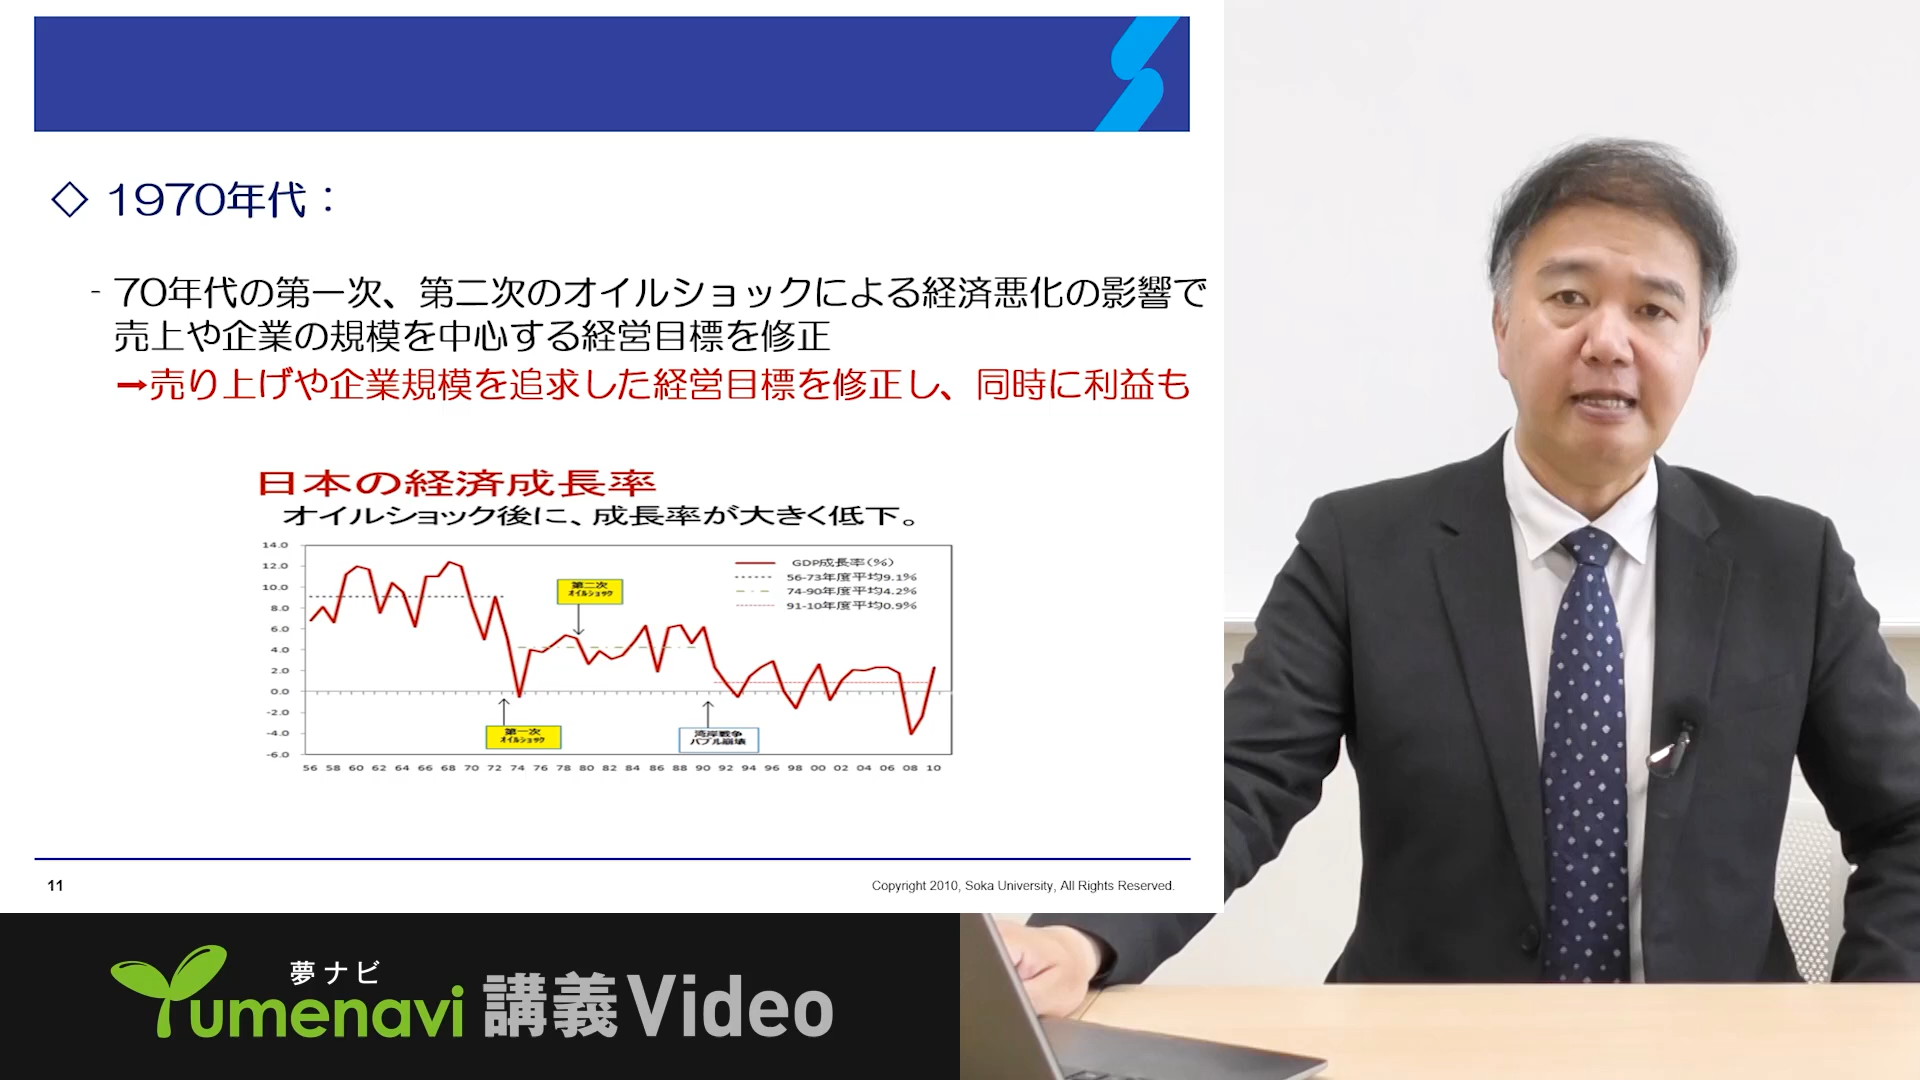 ◇ 1970年代：
- 70年代の第一次、第二次のオイルショックによる経済悪化の影響で
売上や企業の規模を中心する経営目標を修正
➞売り上げや企業規模を追求した経営目標を修正し、同時に利益も
日本の経済成長率
オイルショック後に、成長率が大きく低下。
14.0
12.0
10.0
8.0
6.0
4.0
2.0
0.0
-2.0
-4.0
-6.0
GDP成長率(%)
56-73年度平均9.1%
74-90年度平均4.2%
91-10年度平均0.9%
第二次
オイルショック
第一次
オイルショック
湾岸戦争
バブル崩壊
56 58 60 62 64 66 68 70 72 74 76 78 80 82 84 86 88 90 92 94 96 98 00 02 04 06 08 10
11
Copyright 2010, Soka University, All Rights Reserved.
夢ナビ
Yumenavi 講義Video